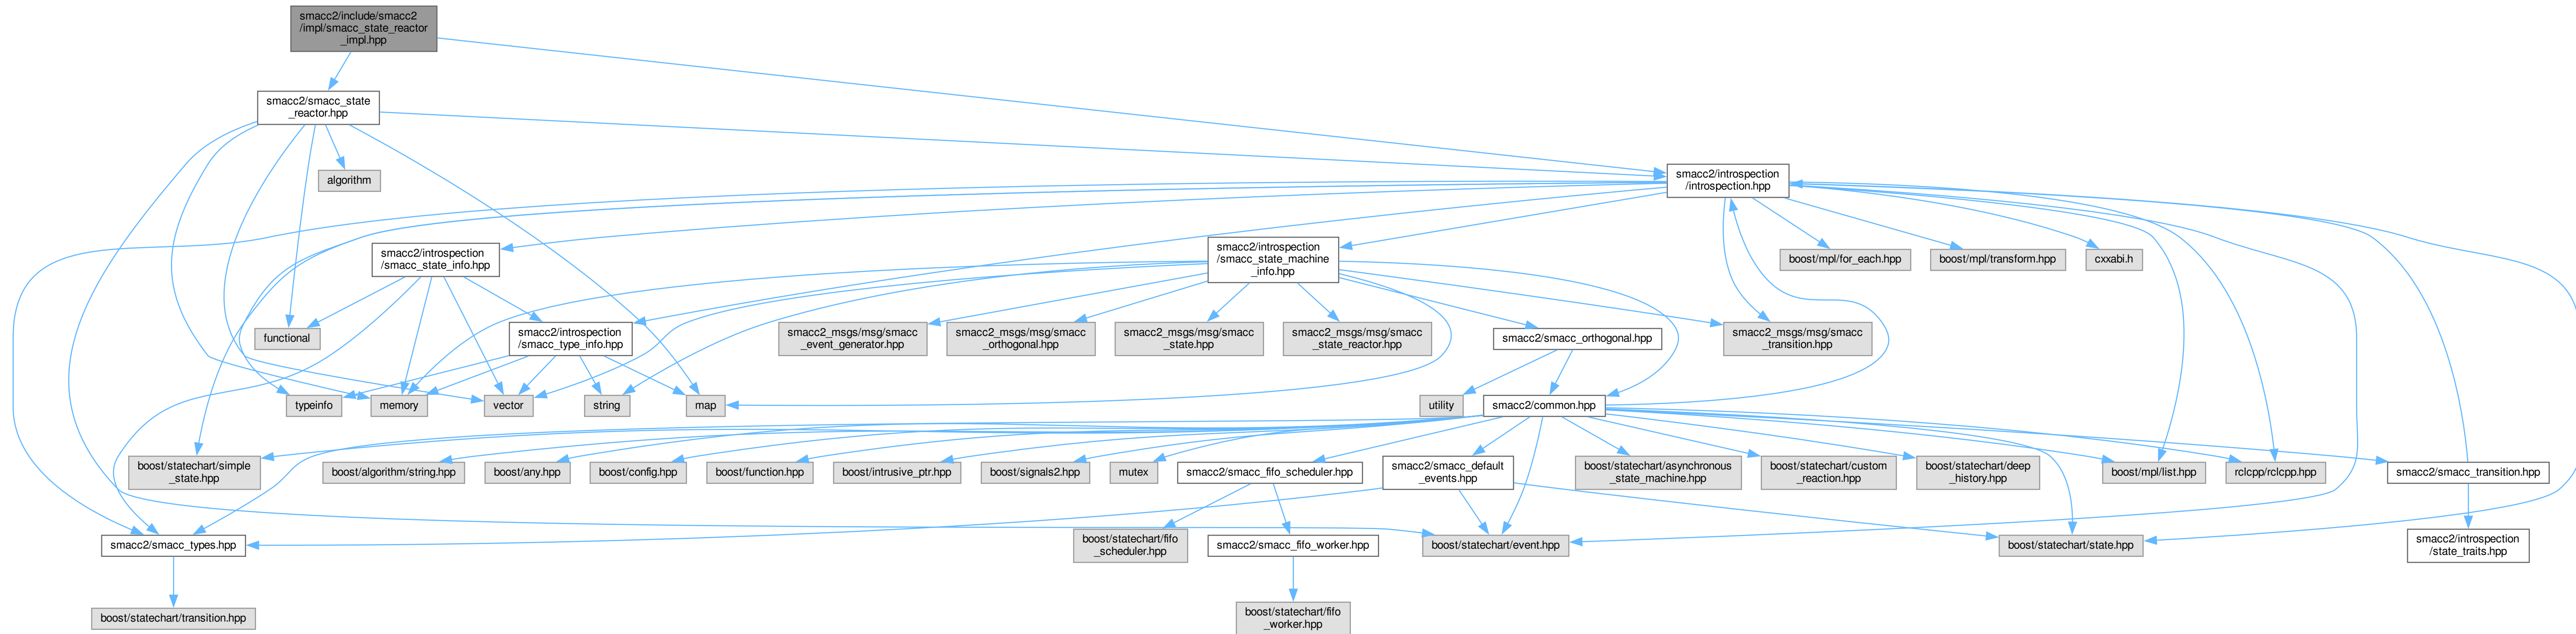 smacc2/include/smacc2
/impl/smacc_state_reactor
_impl.hpp
smacc2/smacc_state
_reactor.hpp
algorithm
smacc2/introspection
/introspection.hpp
smacc2/introspection
/smacc_state_info.hpp
smacc2/introspection
/smacc_state_machine
_info.hpp
boost/mpl/for_each.hpp
boost/mpl/transform.hpp
cxxabi.h
functional
smacc2/introspection
/smacc_type_info.hpp
smacc2_msgs/msg/smacc
_event_generator.hpp
smacc2_msgs/msg/smacc
_orthogonal.hpp
smacc2_msgs/msg/smacc
_state.hpp
smacc2_msgs/msg/smacc
_state_reactor.hpp
smacc2/smacc_orthogonal.hpp
smacc2_msgs/msg/smacc
_transition.hpp
typeinfo
memory
vector
string
map
utility
smacc2/common.hpp
boost/statechart/simple
_state.hpp
boost/algorithm/string.hpp
boost/any.hpp
boost/config.hpp
boost/function.hpp
boost/intrusive_ptr.hpp
boost/signals2.hpp
mutex
smacc2/smacc_fifo_scheduler.hpp
smacc2/smacc_default
_events.hpp
boost/statechart/asynchronous
_state_machine.hpp
boost/statechart/custom
_reaction.hpp
boost/statechart/deep
_history.hpp
boost/mpl/list.hpp
rclcpp/rclcpp.hpp
smacc2/smacc_transition.hpp
smacc2/smacc_types.hpp
boost/statechart/fifo
_scheduler.hpp
smacc2/smacc_fifo_worker.hpp
boost/statechart/event.hpp
boost/statechart/state.hpp
smacc2/introspection
/state_traits.hpp
boost/statechart/transition.hpp
boost/statechart/fifo
_worker.hpp